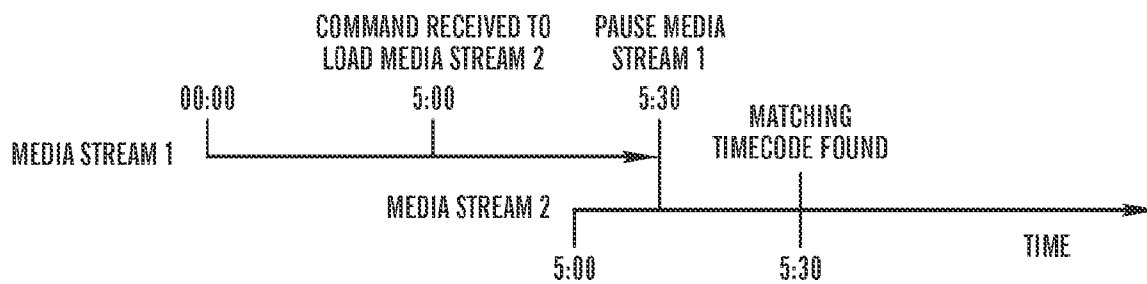 COMMAND RECEIVED TO
LOAD MEDIA STREAM 2
PAUSE MEDIA
STREAM 1
00:00
5:00
5:30
MATCHING
TIMECODE FOUND
MEDIA STREAM 1
MEDIA STREAM 2
TIME
5:00
5:30